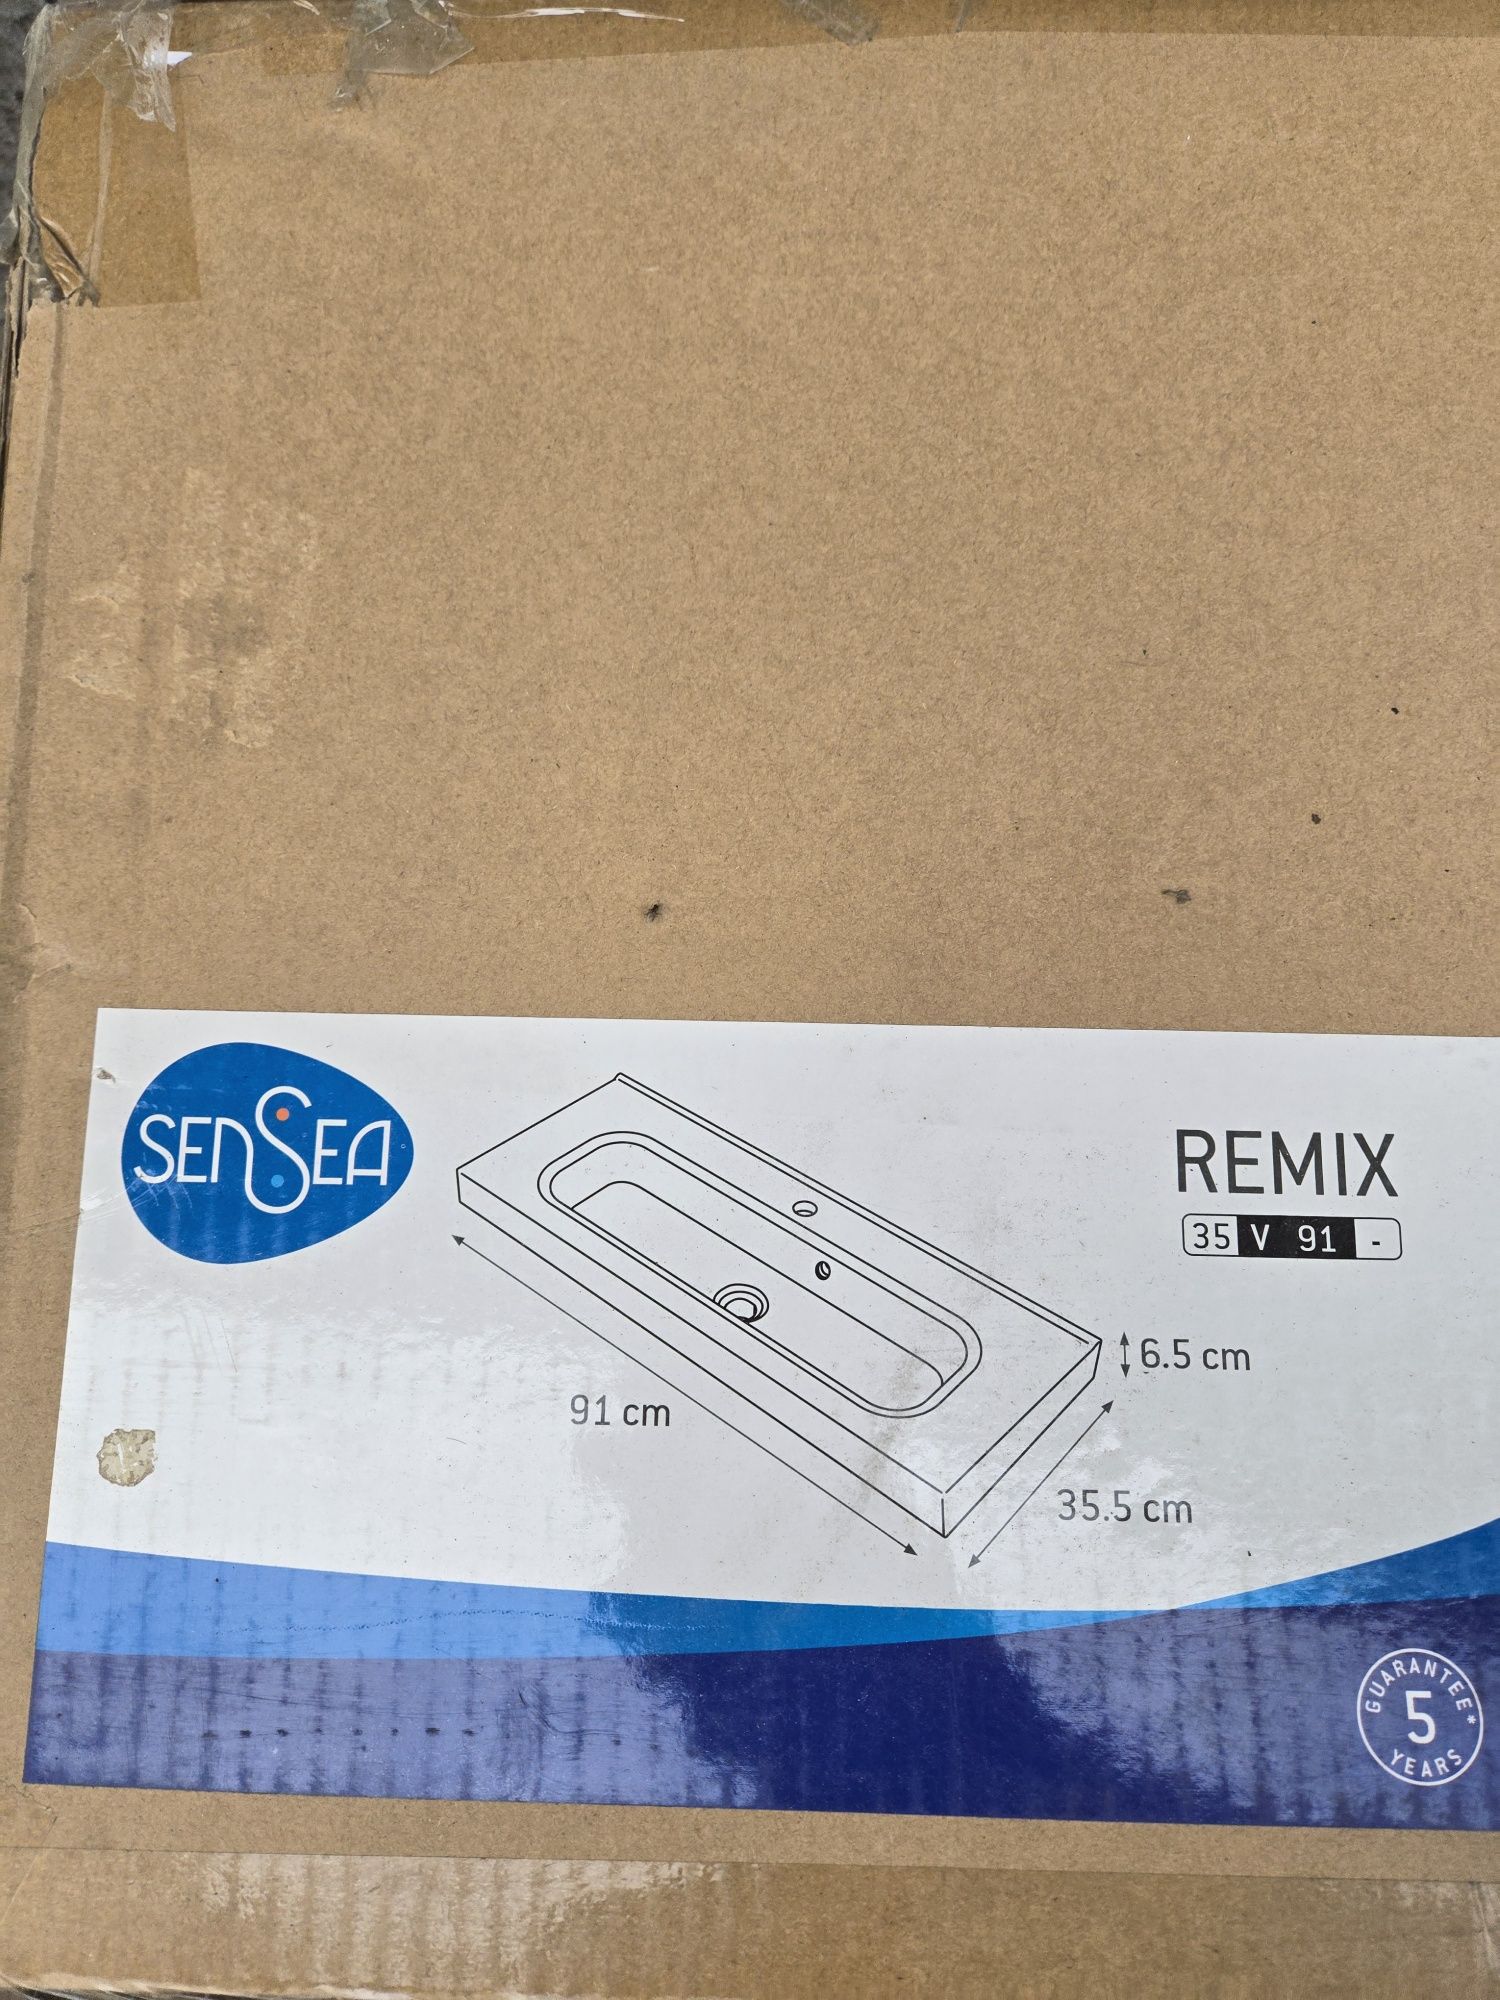 SENSEA
REMIX
35 V 91 -
6.5 cm
91 cm
35.5 cm
GUARANTEE*
5
YEARS